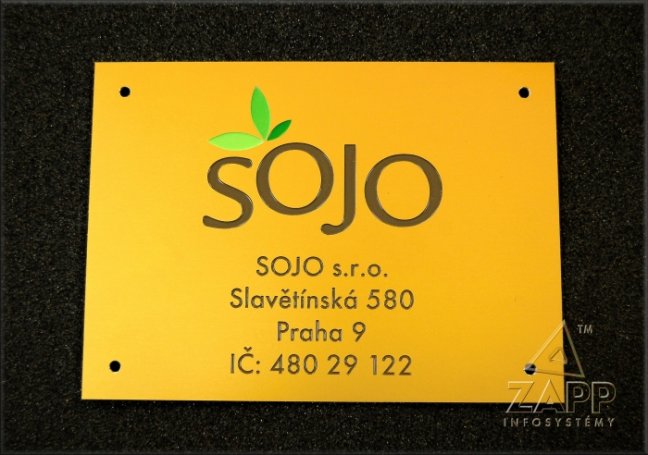 SOJO
SOJO s.r.o.
Slavětínská 580
Praha 9
IČ: 480 29 122
ZAPP TM
INFOSYSTÉMY